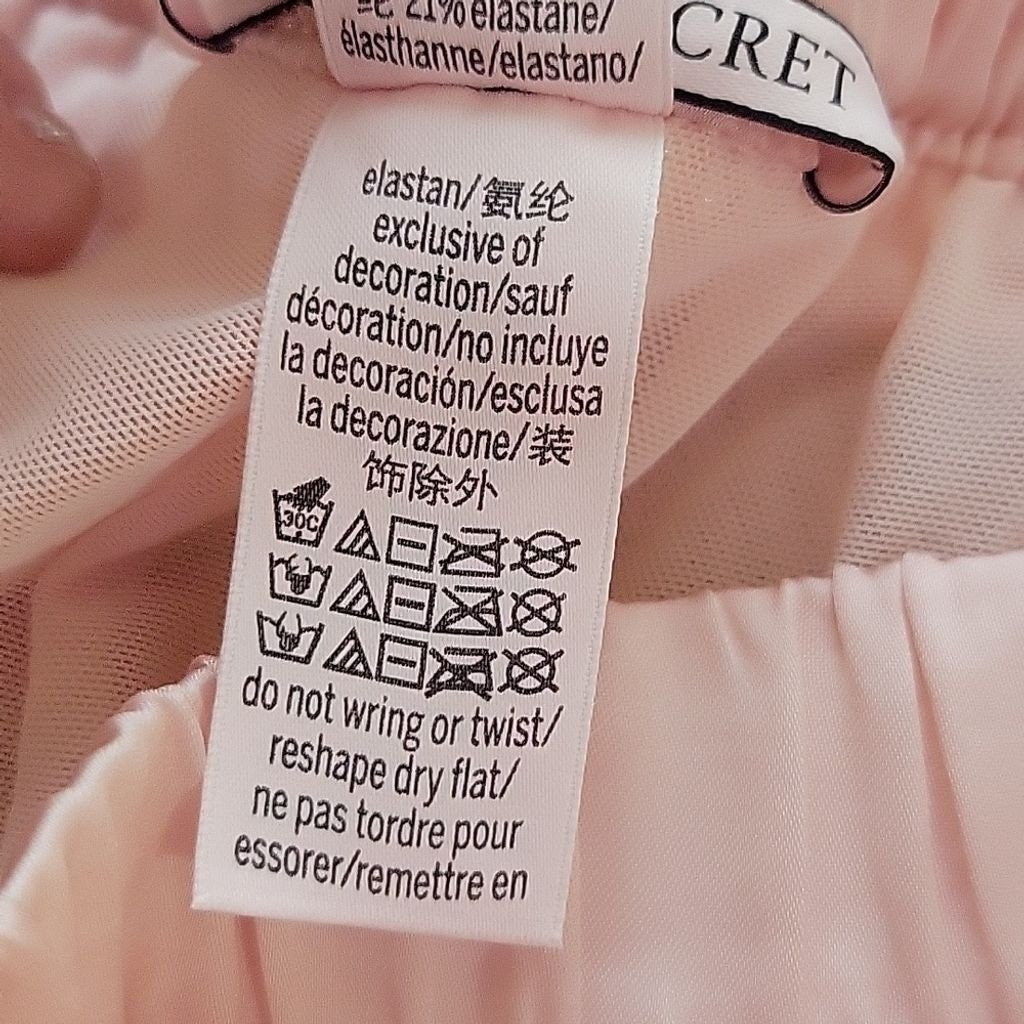 纶 21% elastane/
élasthanne/elastano/
CRET
elastan/氨纶
exclusive of
decoration/sauf
décoration/no incluye
la decoración/esclusa
la decorazione/装
饰除外
30C
do not wring or twist/
reshape dry flat/
ne pas tordre pour
essorer/remettre en